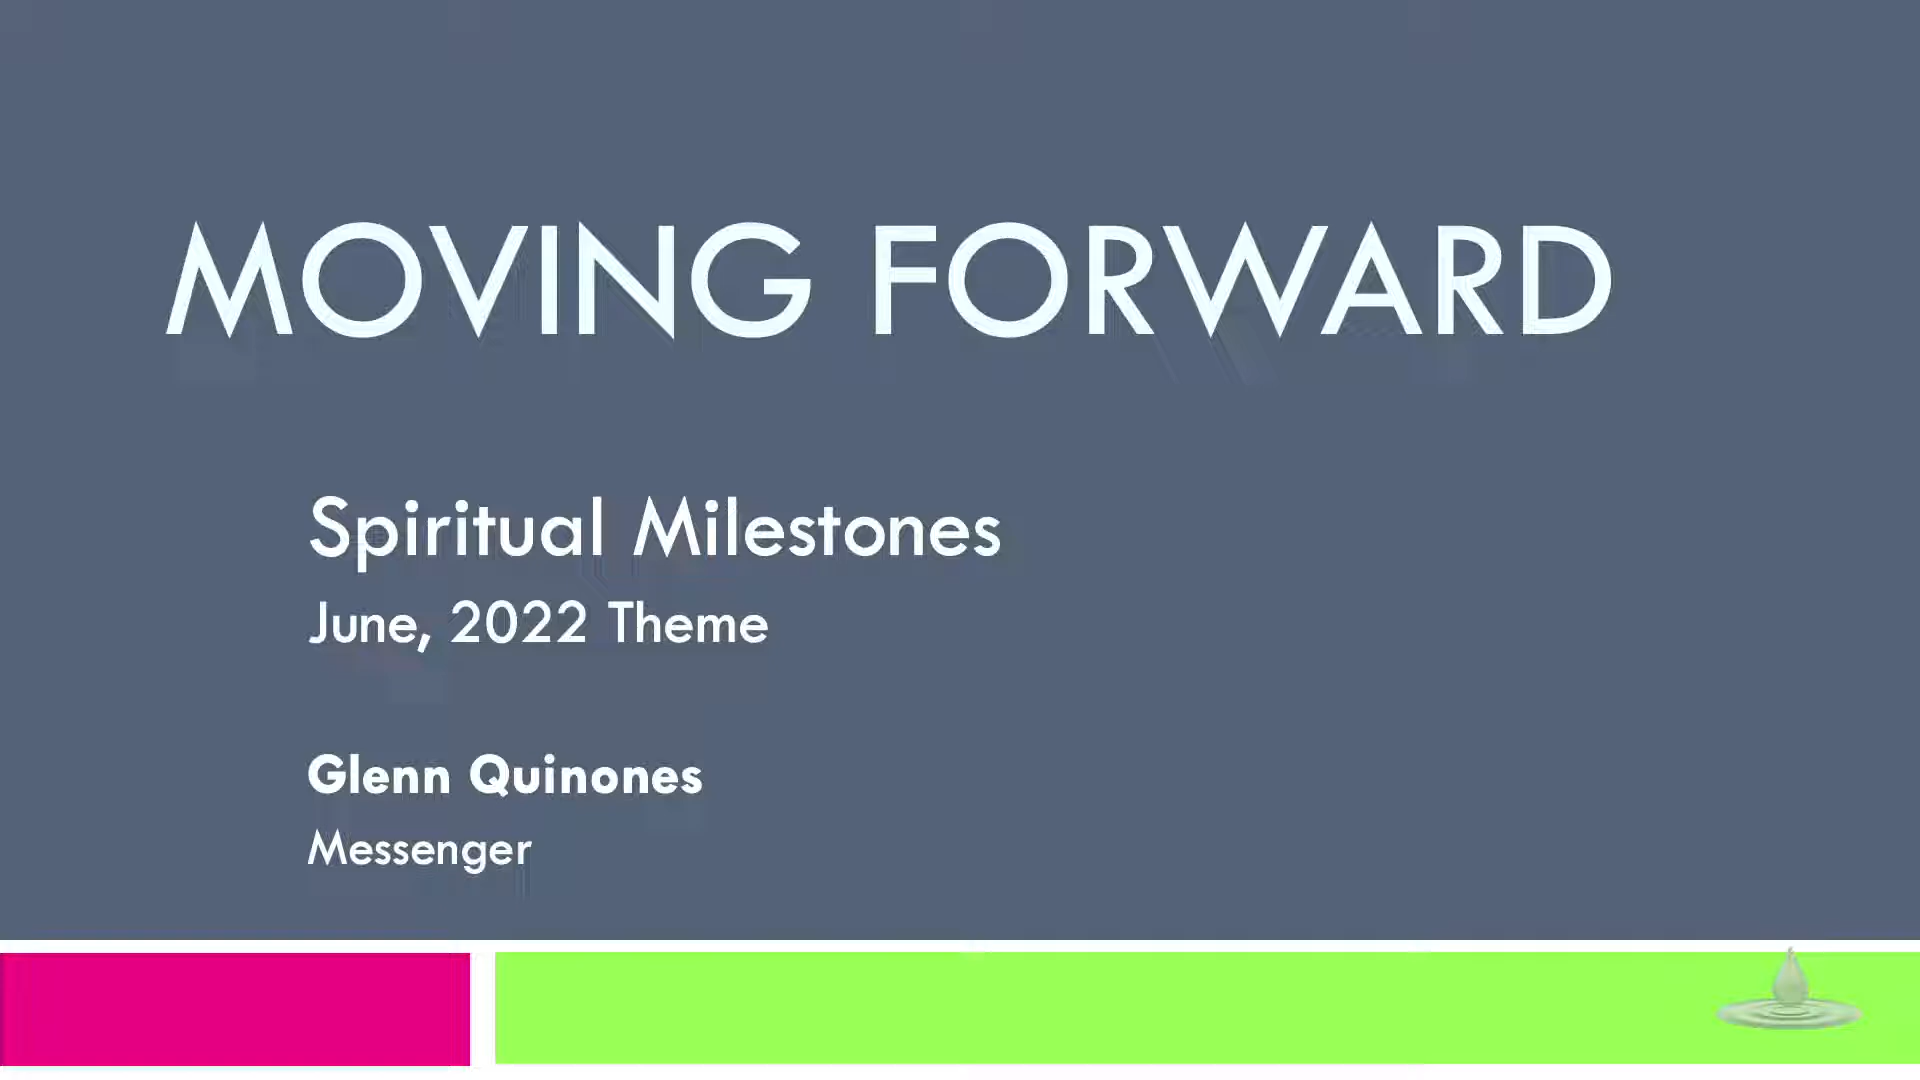 MOVING FORWARD
Spiritual Milestones
June, 2022 Theme
Glenn Quinones
Messenger